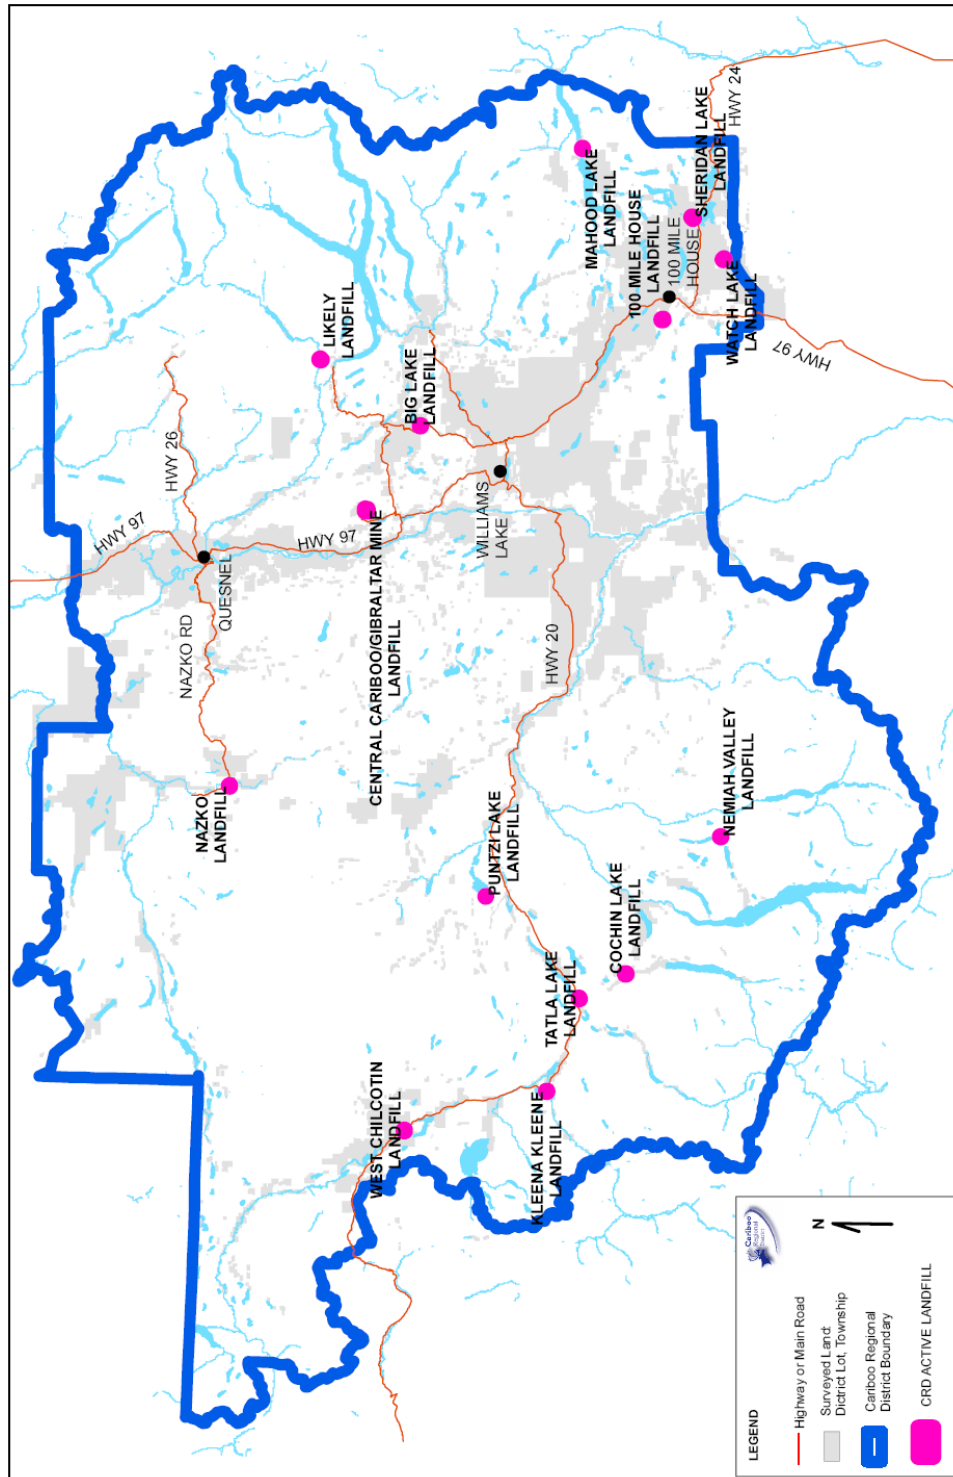 HWY 24
SHERIDAN LAKE
LANDFILL
MAHOOD LAKE
LANDFILL
100 MILE HOUSE
LANDFILL
100 MILE
HOUSE
WATCH LAKE
LANDFILL
HWY 97
LIKELY
LANDFILL
BIG LAKE
LANDFILL
HWY 26
HWY 97
QUESNEL
HWY 97
WILLIAMS
LAKE
CENTRAL CARIBOO/GIBRALTAR MINE
LANDFILL
NAZKO RD
HWY 20
NAZKO
LANDFILL
PUNTZI LAKE
LANDFILL
NEMIAH VALLEY
LANDFILL
COCHIN LAKE
LANDFILL
TATLA LAKE
LANDFILL
WEST CHILCOTIN
LANDFILL
KLEENA KLEENE
LANDFILL
LEGEND
Highway or Main Road
Surveyed Land:
Dictrict Lot, Township
Cariboo Regional
District Boundary
CRD ACTIVE LANDFILL
N
Cariboo
Regional
District